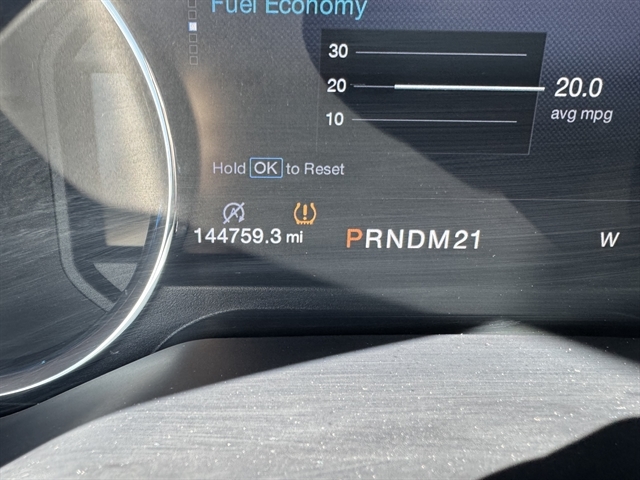 Fuel Economy
30
20
20.0
avg mpg
10
Hold OK to Reset
144759.3 mi
PRNDM21
W